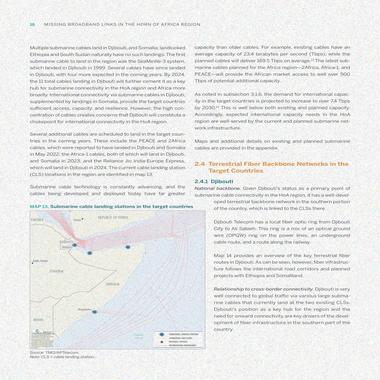 16 MISSING BROADBAND LINKS IN THE HORN OF AFRICA REGION
Multiple submarine cables land in Djibouti, and Somalia; landlocked
Ethiopia and South Sudan naturally have no such landings. The first
submarine cable to land in the region was the SeaMeWe-3 system,
which landed in Djibouti in 1999. Several cables have since landed
in Djibouti, with four more expected in the coming years. By 2024,
the 11 total cables landing in Djibouti will further cement it as a key
hub for submarine connectivity in the HoA region and Africa more
broadly. International connectivity via submarine cables in Djibouti,
supplemented by landings in Somalia, provide the target countries
sufficient access, capacity, and resilience. However, the high con-
centration of cables creates concerns that Djibouti will constitute a
chokepoint for international connectivity in the HoA region.
Several additional cables are scheduled to land in the target coun-
tries in the coming years. These include the PEACE and 2Africa
cables, which were reported to have landed in Djibouti and Somalia
in May 2022; the Africa-1 cables, both of which will land in Djibouti,
and Somalia in 2023; and the Reliance Jio India-Europe Express,
which will land in Djibouti in 2024. The current cable landing station
(CLS) locations in the region are identified in map 13.
Submarine cable technology is constantly advancing, and the
cables being developed and deployed today have far greater
MAP 13. Submarine cable landing stations in the target countries
Source: TMG/APTelecom.
Note: CLS = cable landing station.
capacity than older cables. For example, existing cables have an
average capacity of 23.4 terabytes per second (Tbps), while the
planned cables will deliver 169.5 Tbps on average. The latest sub-
marine cables planned for the Africa region—2Africa, Africa-1, and
PEACE—will provide the African market access to well over 500
Tbps of potential additional capacity.
As noted in subsection 3.1.6, the demand for international capac-
ity in the target countries is projected to increase to over 7.4 Tbps
by 2030. This is well below both existing and planned capacity.
Accordingly, expected international capacity needs in the HoA
region are well-served by the current and planned submarine net-
work infrastructure.
Maps and additional details on existing and planned submarine
cables are provided in the appendix.
2.4 Terrestrial Fiber Backbone Networks in the
Target Countries
2.4.1 Djibouti
National backbone. Given Djibouti's status as a primary point of
submarine cable connectivity in the HoA region, it has a well-devel-
oped terrestrial backbone network in the southern portion
of the country, which is linked to the CLSs there.
Djibouti Telecom has a local fiber optic ring from Djibouti
City to Ali Sabieh. This ring is a mix of an optical ground
wire (OPGW) ring on the power lines, an underground
cable route, and a route along the railway.
Map 14 provides an overview of the key terrestrial fiber
routes in Djibouti. As can be seen, however, fiber infrastruc-
ture follows the international road corridors and planned
projects with Ethiopia and Somaliland.
Relationship to cross-border connectivity. Djibouti is very
well connected to global traffic via various large subma-
rine cables that currently land at the two existing CLSs.
Djibouti's position as a key hub for the region and the
need for onward connectivity are key drivers of the devel-
opment of fiber infrastructure in the southern part of the
country.